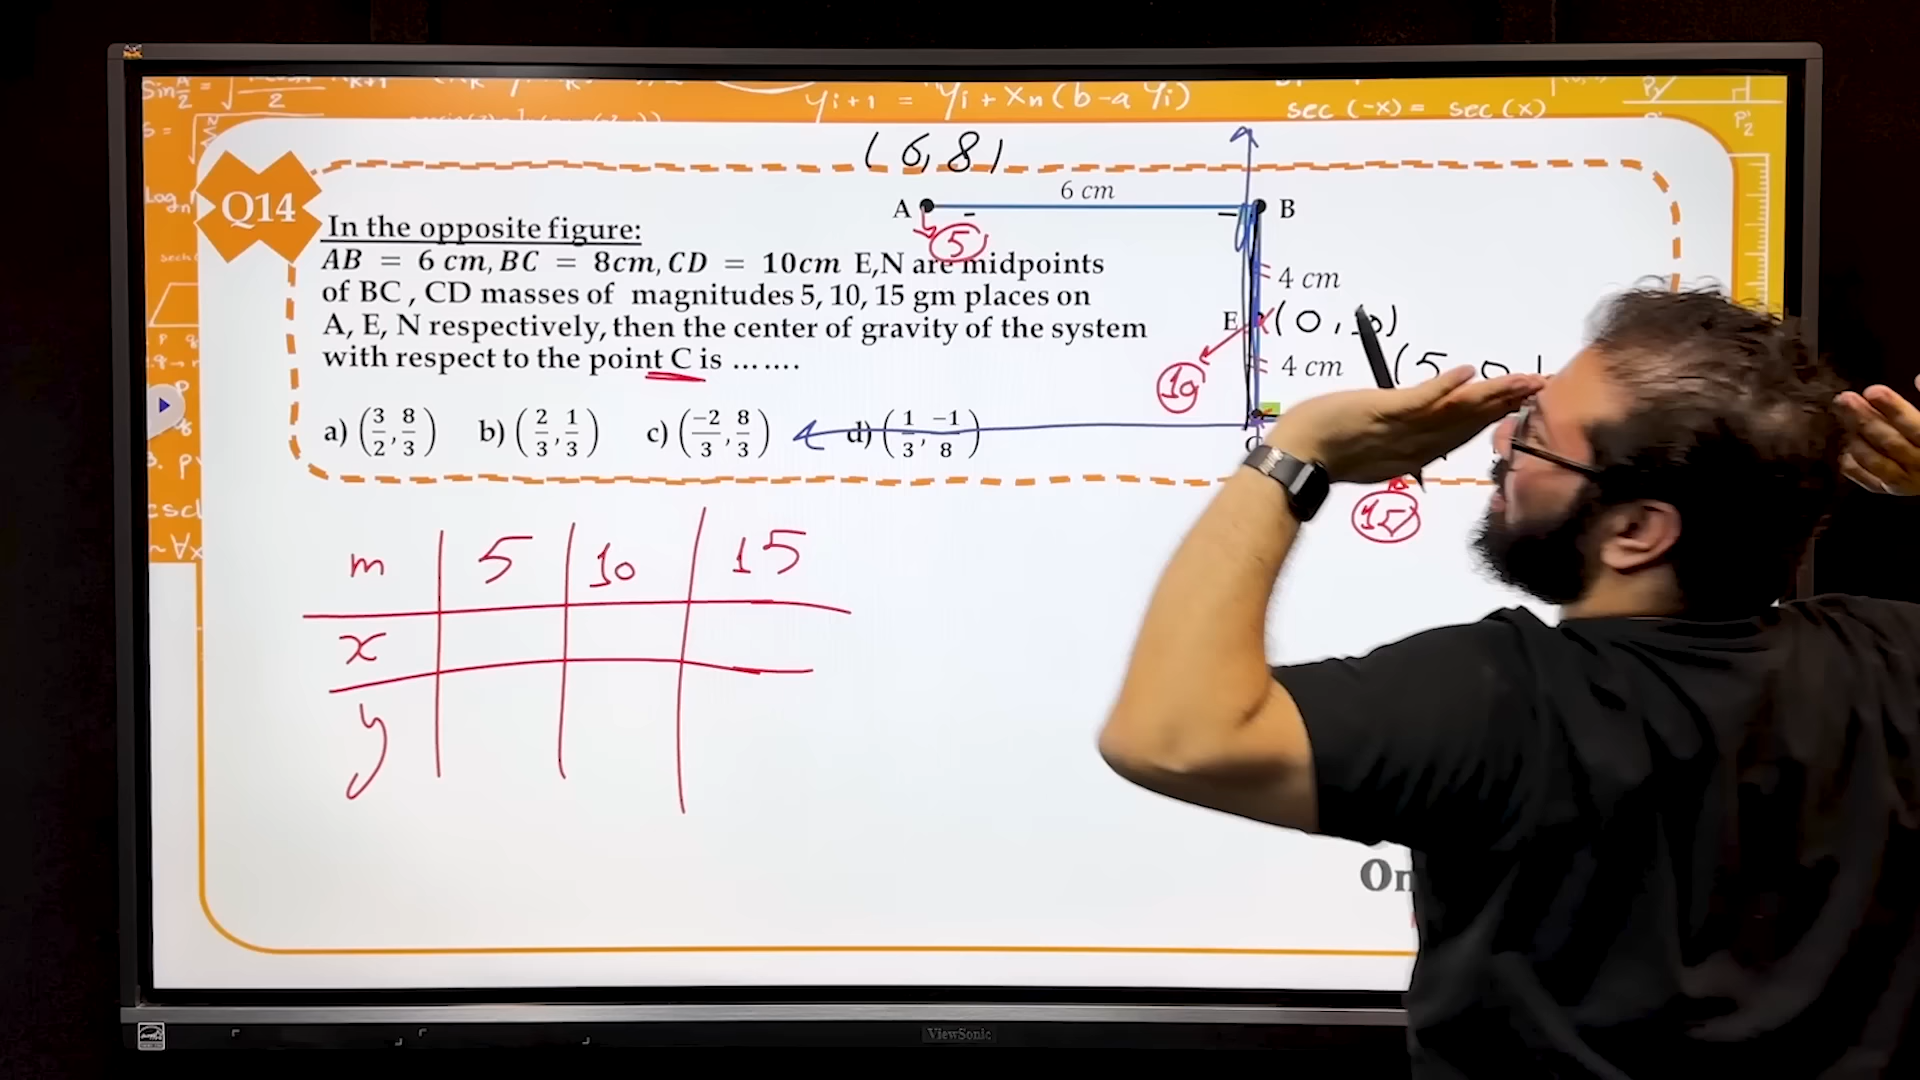 yi+1 = yi + xn (b-a yi)
sec (-x) = sec (x)
(6,8)
Q14
In the opposite figure:
AB = 6 cm, BC = 8cm, CD = 10cm E,N are midpoints
of BC , CD masses of magnitudes 5, 10, 15 gm places on
A, E, N respectively, then the center of gravity of the system
with respect to the point C is …….
a) (3/2, 8/3) b) (2/3, 1/3) c) (-2/3, 8/3) d) (1/3, -1/8)
A 6 cm B
5
4 cm
E (0,
4 cm (5
10
15
m 5 10 15
x
y
ViewSonic